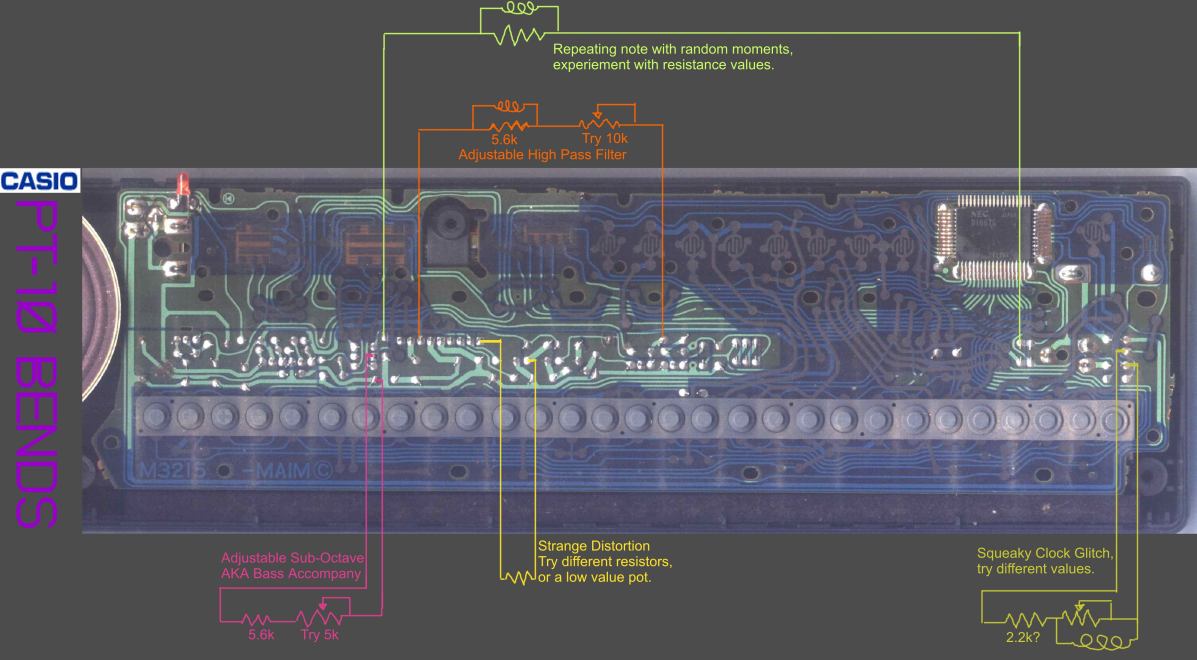 Repeating note with random moments,
experiement with resistance values.
5.6k
Try 10k
Adjustable High Pass Filter
CASIO
PT-10 BENDS
NEC
M3215 -MAIM©
Adjustable Sub-Octave
AKA Bass Accompany
5.6k
Try 5k
Strange Distortion
Try different resistors,
or a low value pot.
Squeaky Clock Glitch,
try different values.
2.2k?